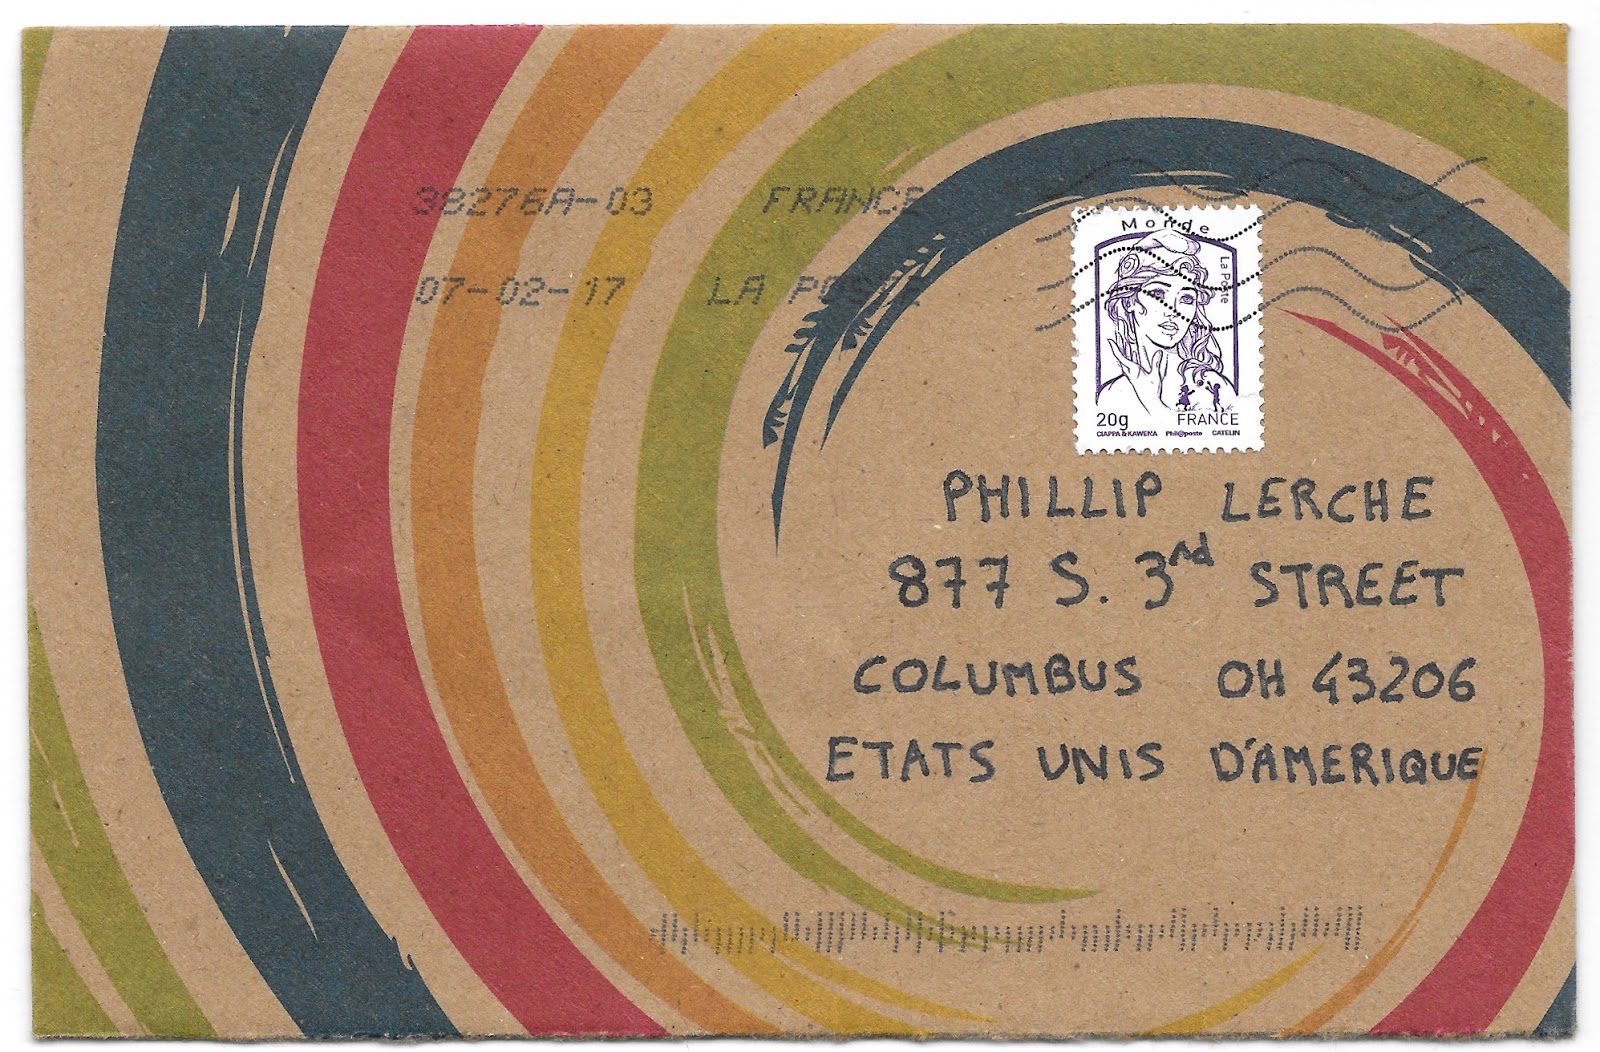 38276A-03 FRANCE
07-02-17 LA POSTE
Monde
La Poste
20g FRANCE
CIAPPA & KAWENA Phil@poste CATELIN
PHILLIP LERCHE
877 S. 3nd STREET
COLUMBUS OH 43206
ETATS UNIS D'AMERIQUE